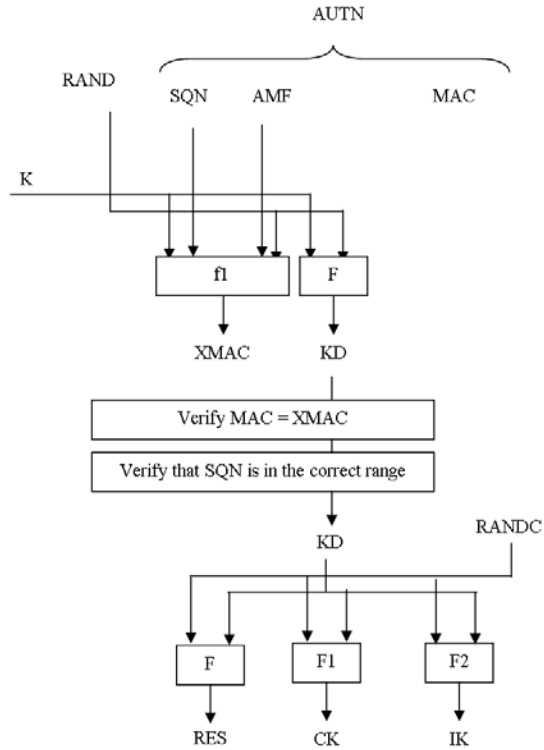 AUTN
RAND
SQN AMF MAC
K
f1 F
XMAC KD
Verify MAC = XMAC
Verify that SQN is in the correct range
RANDC
KD
F F1 F2
RES CK IK